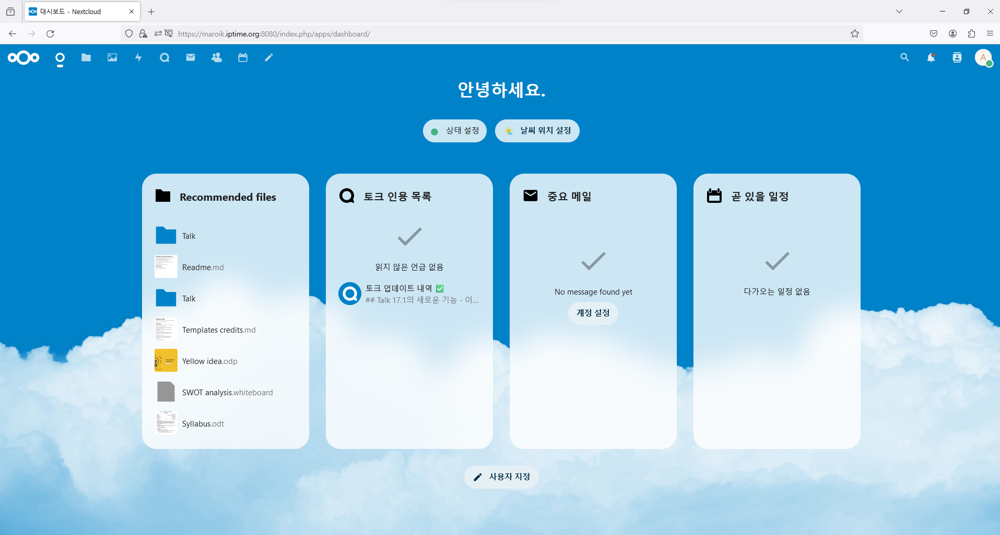 대시보드 - Nextcloud
https://maroik.iptime.org:8080/index.php/apps/dashboard/
A
안녕하세요.
상태 설정
날씨 위치 설정
Recommended files
Talk
Readme.md
Talk
Templates credits.md
Yellow idea.odp
SWOT analysis.whiteboard
Syllabus.odt
토크 인용 목록
읽지 않은 언급 없음
토크 업데이트 내역 ✅
## Talk 17.1의 새로운 기능 - 이...
중요 메일
No message found yet
계정 설정
곧 있을 일정
다가오는 일정 없음
사용자 지정